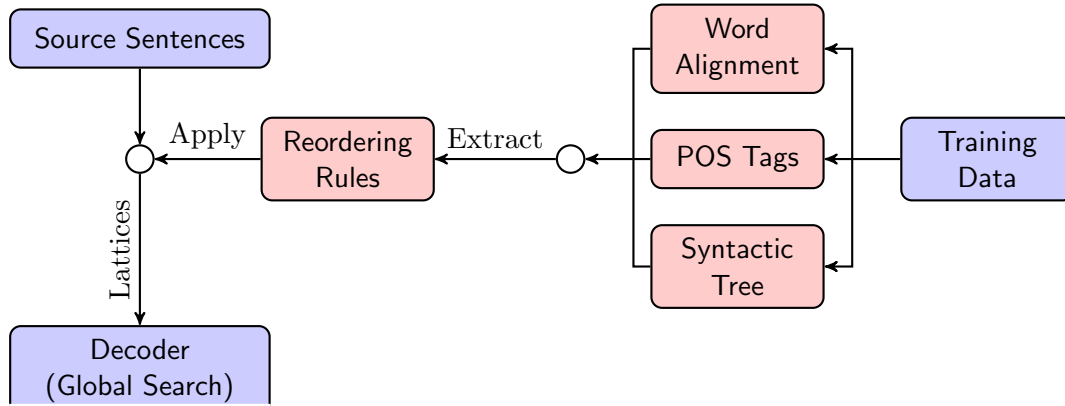 Source Sentences
Word
Alignment
Apply
Reordering
Rules
Extract
POS Tags
Training
Data
Lattices
Syntactic
Tree
Decoder
(Global Search)